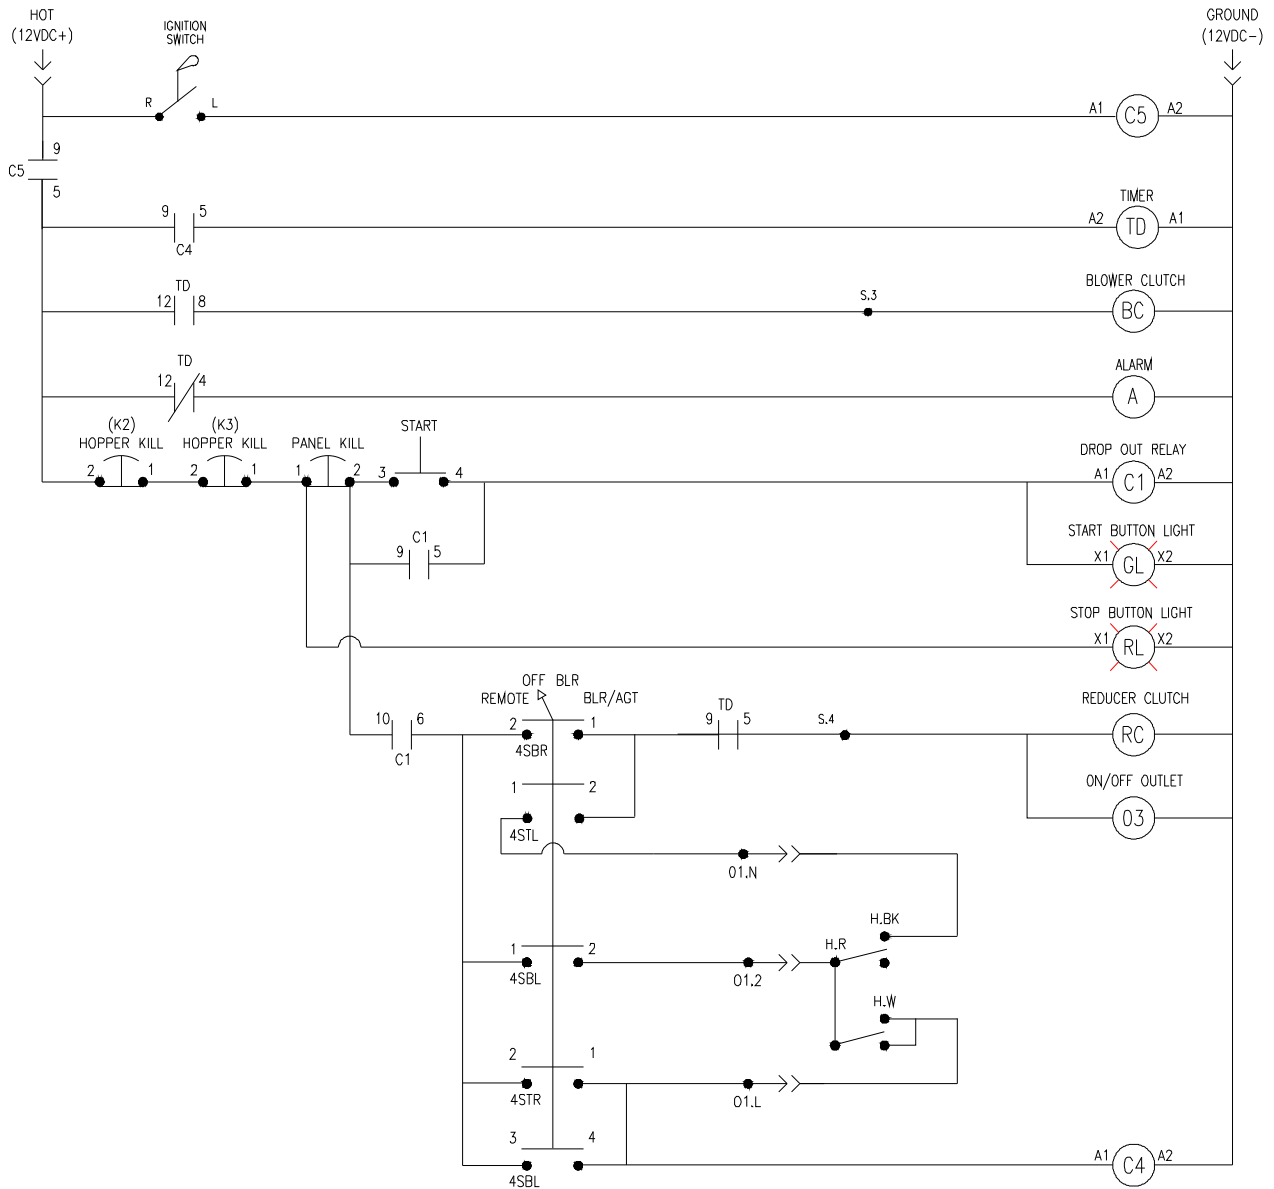 HOT
(12VDC+)
IGNITION
SWITCH
GROUND
(12VDC-)
R
L
A1
C5
A2
9
C5
5
9
5
C4
TIMER
A2
TD
A1
TD
12
8
S.3
BLOWER CLUTCH
BC
TD
12
4
ALARM
A
(K2)
HOPPER KILL
2
1
(K3)
HOPPER KILL
2
1
PANEL KILL
1
2
START
3
4
DROP OUT RELAY
A1
C1
A2
C1
9
5
START BUTTON LIGHT
X1
GL
X2
STOP BUTTON LIGHT
X1
RL
X2
OFF BLR
REMOTE
BLR/AGT
10
6
C1
2
1
4SBR
TD
9
5
S.4
REDUCER CLUTCH
RC
1
2
4STL
ON/OFF OUTLET
03
01.N
H.BK
1
2
4SBL
01.2
H.R
H.W
2
1
4STR
01.L
3
4
4SBL
A1
C4
A2